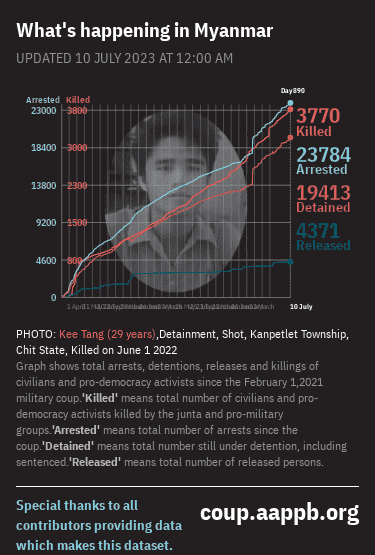 What's happening in Myanmar
UPDATED 10 JULY 2023 AT 12:00 AM
Day890
Arrested Killed
23000 3800
18400 3000
13800 2300
9200 1500
4600 800
0
3770
Killed
23784
Arrested
19413
Detained
4371
Released
10 July
PHOTO: Kee Tang (29 years),Detainment, Shot, Kanpetlet Township,
Chit State, Killed on June 1 2022
Graph shows total arrests, detentions, releases and killings of
civilians and pro-democracy activists since the February 1,2021
military coup.'Killed' means total number of civilians and pro-
democracy activists killed by the junta and pro-military
groups.'Arrested' means total number of arrests since the
coup.'Detained' means total number still under detention, including
sentenced.'Released' means total number of released persons.
Special thanks to all
contributors providing data
which makes this dataset.
coup.aappb.org